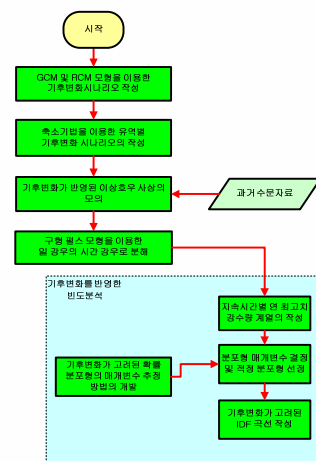 시작
GCM 및 RCM 모형을 이용한
기후변화시나리오 작성
축소기법을 이용한 유역별
기후변화 시나리오의 작성
기후변화가 반영된 이상호우 사상의
모의
과거수문자료
구형 펄스 모형을 이용한
일 강우의 시간 강우로 분해
기후변화를 반영한
빈도분석
지속시간별 연 최고치
강수량 계열의 작성
기후변화가 고려된 확률
분포형의 매개변수 추정
방법의 개발
분포형 매개변수 결정
및 적정 분포형 선정
기후변화가 고려된
IDF 곡선 작성